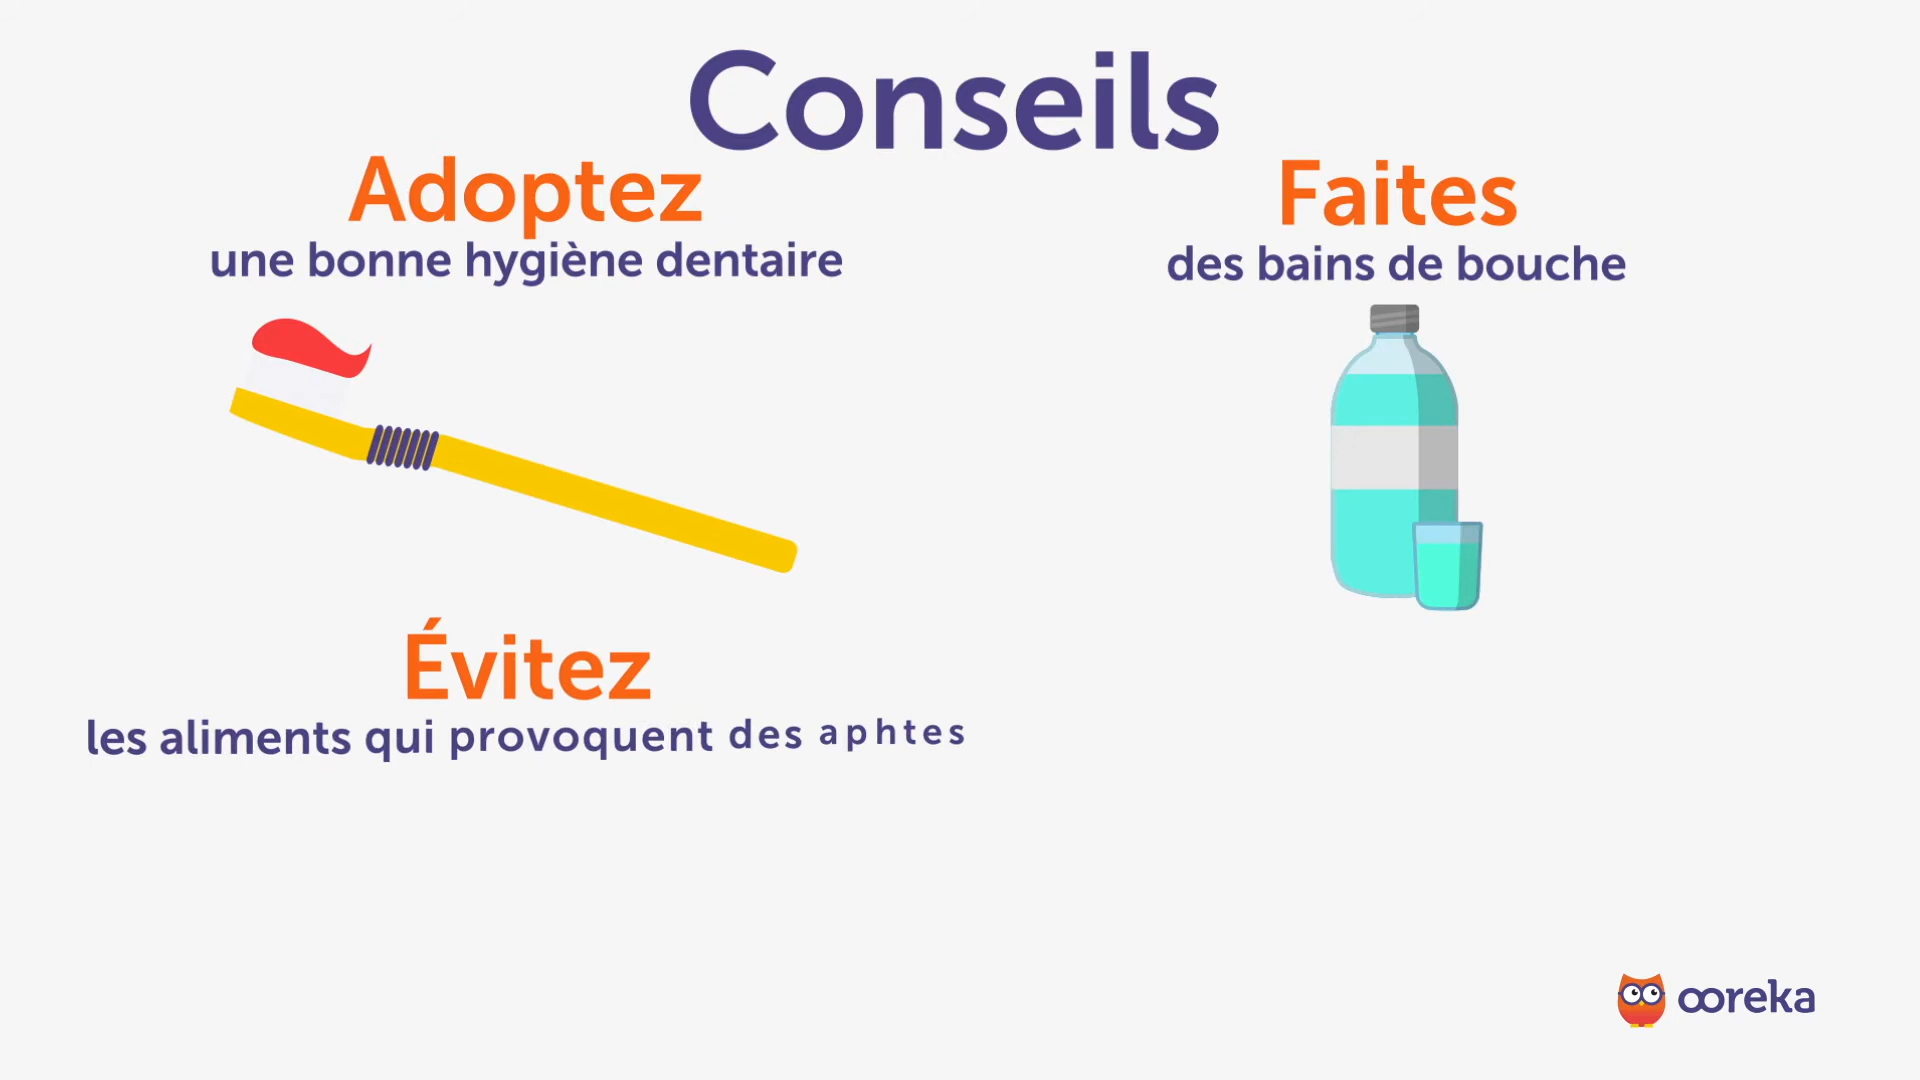 Conseils
Adoptez
une bonne hygiène dentaire
Faites
des bains de bouche
Évitez
les aliments qui provoquent des aphtes
ooreka